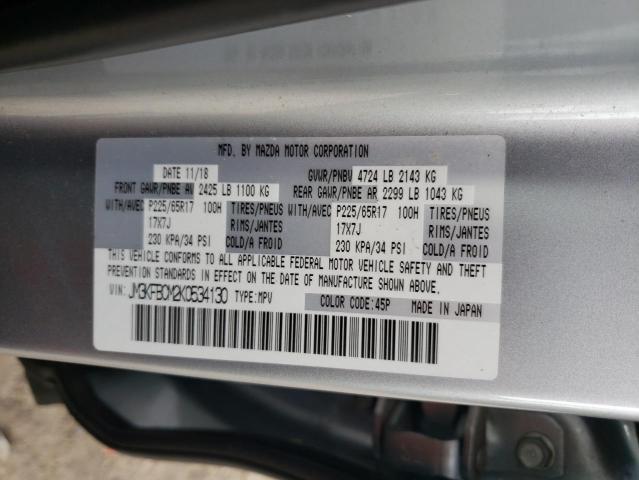 MFD. BY MAZDA MOTOR CORPORATION
DATE 11/18 GVWR/PNBV 4724 LB 2143 KG
FRONT GAWR/PNBE AV 2425 LB 1100 KG REAR GAWR/PNBE AR 2299 LB 1043 KG
WITH/AVEC P225/65R17 100H TIRES/PNEUS WITH/AVEC P225/65R17 100H TIRES/PNEUS
17X7J RIMS/JANTES 17X7J RIMS/JANTES
230 KPA/34 PSI COLD/A FROID 230 KPA/34 PSI COLD/A FROID
THIS VEHICLE CONFORMS TO ALL APPLICABLE FEDERAL MOTOR VEHICLE SAFETY AND THEFT
PREVENTION STANDARDS IN EFFECT ON THE DATE OF MANUFACTURE SHOWN ABOVE.
VIN: JM3KFBCM2K0534130 TYPE:MPV COLOR CODE:45P MADE IN JAPAN